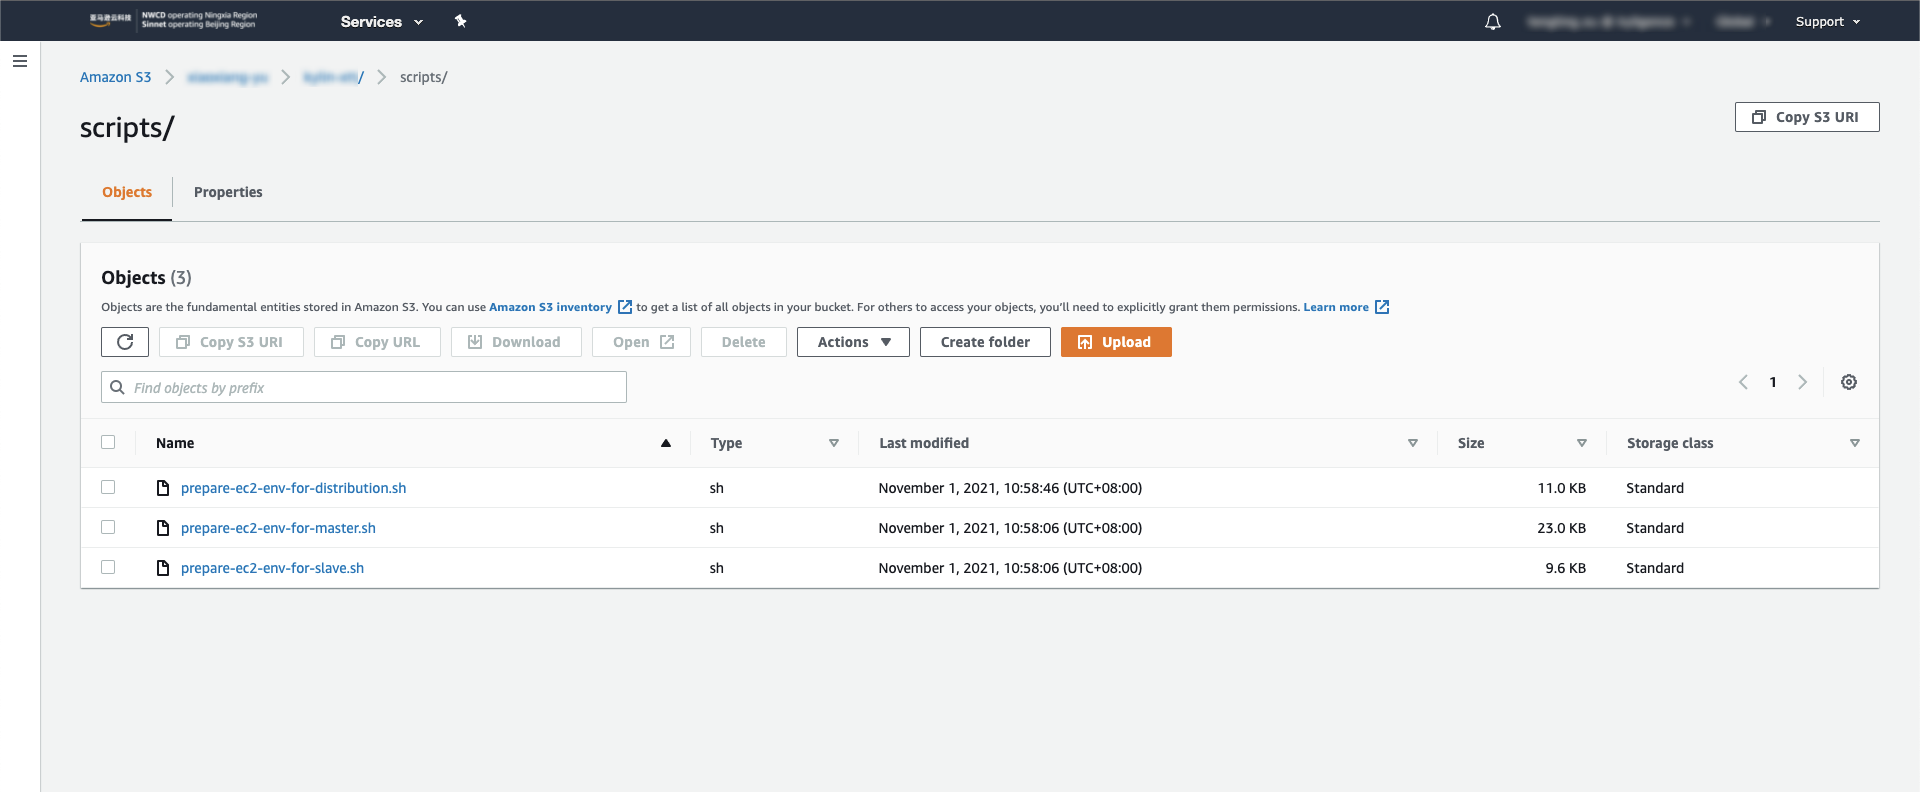 亚马逊云科技
NWCD operating Ningxia Region
Sinnet operating Beijing Region
Services
Support
Amazon S3
scripts/
scripts/
Copy S3 URI
Objects
Properties
Objects (3)
Objects are the fundamental entities stored in Amazon S3. You can use Amazon S3 inventory to get a list of all objects in your bucket. For others to access your objects, you'll need to explicitly grant them permissions. Learn more
Copy S3 URI
Copy URL
Download
Open
Delete
Actions
Create folder
Upload
Find objects by prefix
1
Name Type Last modified Size Storage class
prepare-ec2-env-for-distribution.sh sh November 1, 2021, 10:58:46 (UTC+08:00) 11.0 KB Standard
prepare-ec2-env-for-master.sh sh November 1, 2021, 10:58:06 (UTC+08:00) 23.0 KB Standard
prepare-ec2-env-for-slave.sh sh November 1, 2021, 10:58:06 (UTC+08:00) 9.6 KB Standard